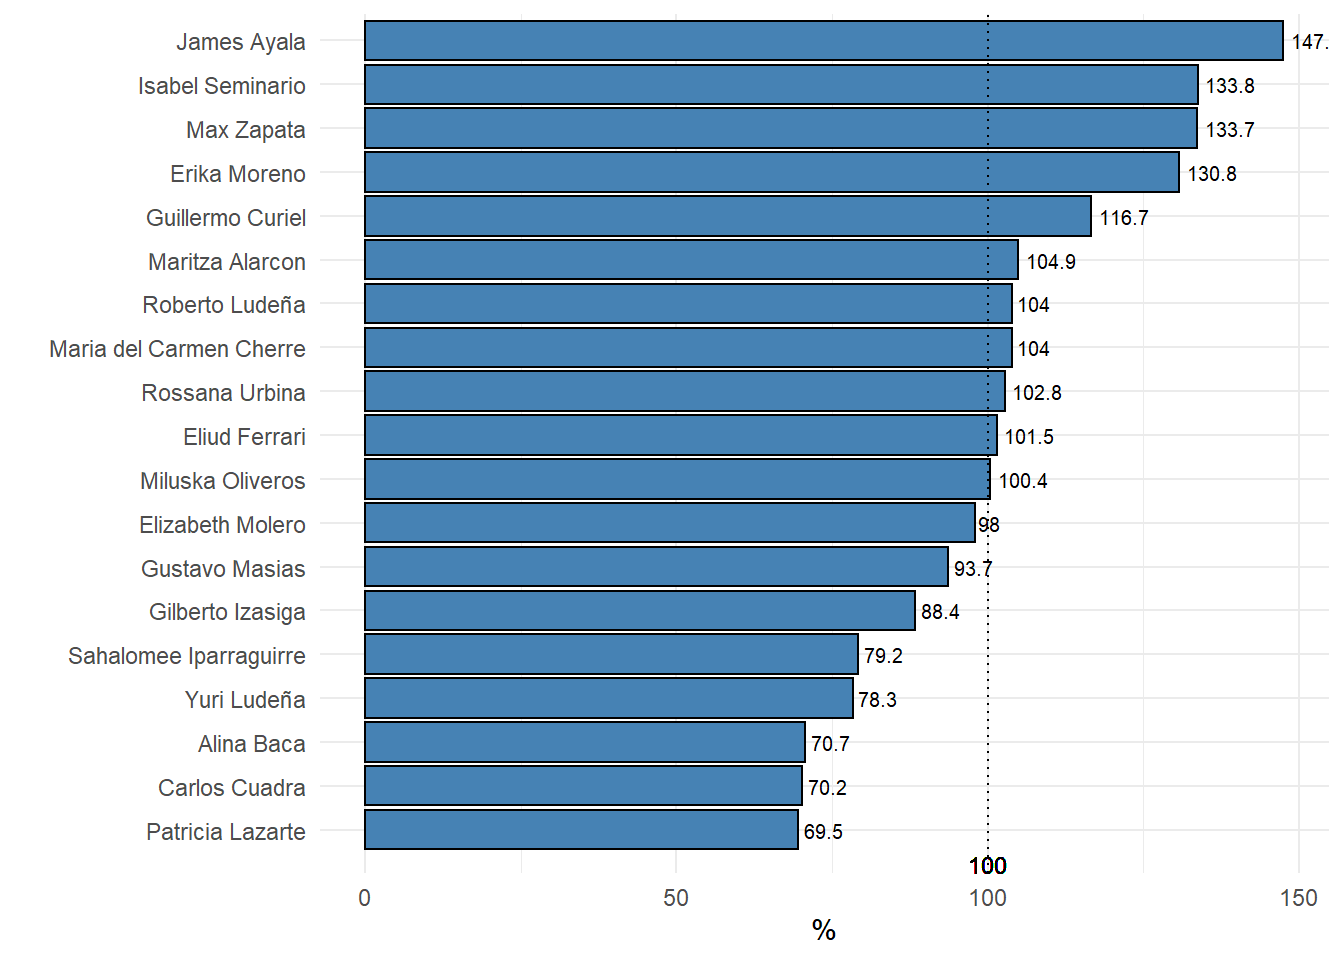 James Ayala 147.
Isabel Seminario 133.8
Max Zapata 133.7
Erika Moreno 130.8
Guillermo Curiel 116.7
Maritza Alarcon 104.9
Roberto Ludeña 104
Maria del Carmen Cherre 104
Rossana Urbina 102.8
Eliud Ferrari 101.5
Miluska Oliveros 100.4
Elizabeth Molero 98
Gustavo Masias 93.7
Gilberto Izasiga 88.4
Sahalomee Iparraguirre 79.2
Yuri Ludeña 78.3
Alina Baca 70.7
Carlos Cuadra 70.2
Patricia Lazarte 69.5
100
0 50 100 150
%